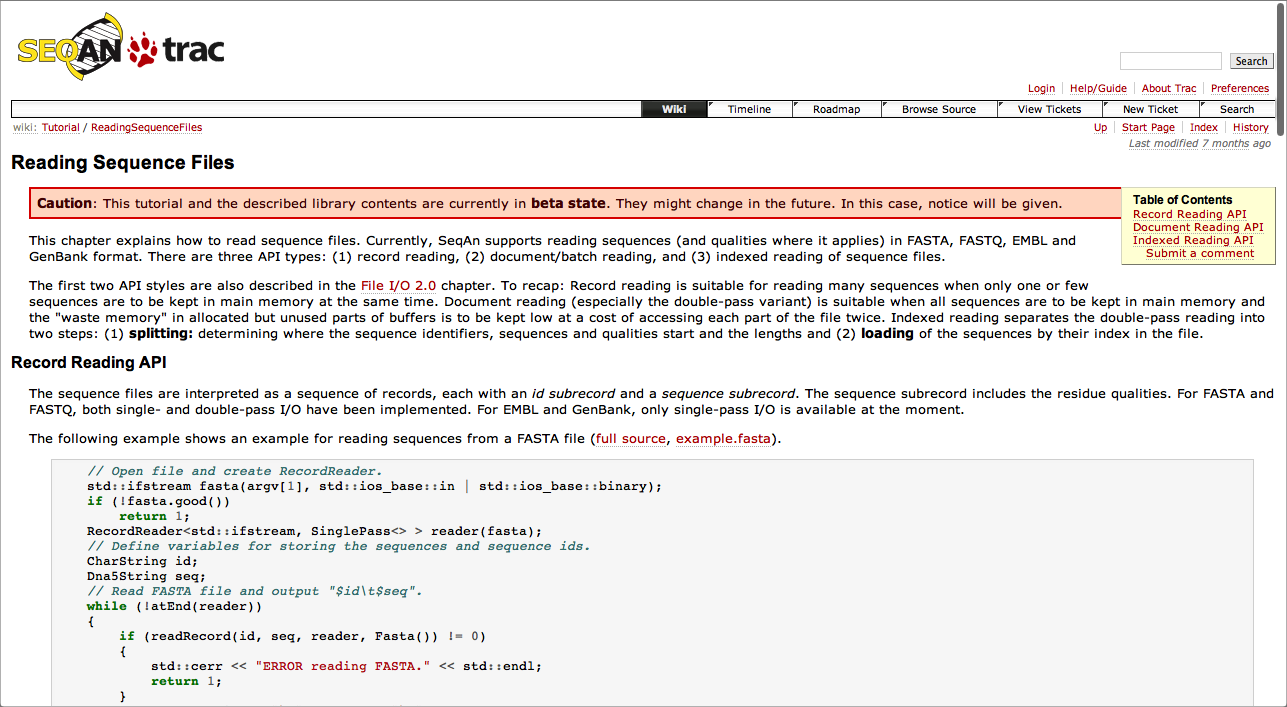 SEQAN trac
Search
Login Help/Guide About Trac Preferences
Wiki Timeline Roadmap Browse Source View Tickets New Ticket Search
wiki: Tutorial / ReadingSequenceFiles
Up Start Page Index History
Last modified 7 months ago
Reading Sequence Files
Caution: This tutorial and the described library contents are currently in beta state. They might change in the future. In this case, notice will be given.
Table of Contents
Record Reading API
Document Reading API
Indexed Reading API
Submit a comment
This chapter explains how to read sequence files. Currently, SeqAn supports reading sequences (and qualities where it applies) in FASTA, FASTQ, EMBL and
GenBank format. There are three API types: (1) record reading, (2) document/batch reading, and (3) indexed reading of sequence files.
The first two API styles are also described in the File I/O 2.0 chapter. To recap: Record reading is suitable for reading many sequences when only one or few
sequences are to be kept in main memory at the same time. Document reading (especially the double-pass variant) is suitable when all sequences are to be kept in main memory and
the "waste memory" in allocated but unused parts of buffers is to be kept low at a cost of accessing each part of the file twice. Indexed reading separates the double-pass reading into
two steps: (1) splitting: determining where the sequence identifiers, sequences and qualities start and the lengths and (2) loading of the sequences by their index in the file.
Record Reading API
The sequence files are interpreted as a sequence of records, each with an id subrecord and a sequence subrecord. The sequence subrecord includes the residue qualities. For FASTA and
FASTQ, both single- and double-pass I/O have been implemented. For EMBL and GenBank, only single-pass I/O is available at the moment.
The following example shows an example for reading sequences from a FASTA file (full source, example.fasta).
// Open file and create RecordReader.
std::ifstream fasta(argv[1], std::ios_base::in | std::ios_base::binary);
if (!fasta.good())
return 1;
RecordReader<std::ifstream, SinglePass<> > reader(fasta);
// Define variables for storing the sequences and sequence ids.
CharString id;
Dna5String seq;
// Read FASTA file and output "$id\t$seq".
while (!atEnd(reader))
{
if (readRecord(id, seq, reader, Fasta()) != 0)
{
std::cerr << "ERROR reading FASTA." << std::endl;
return 1;
}